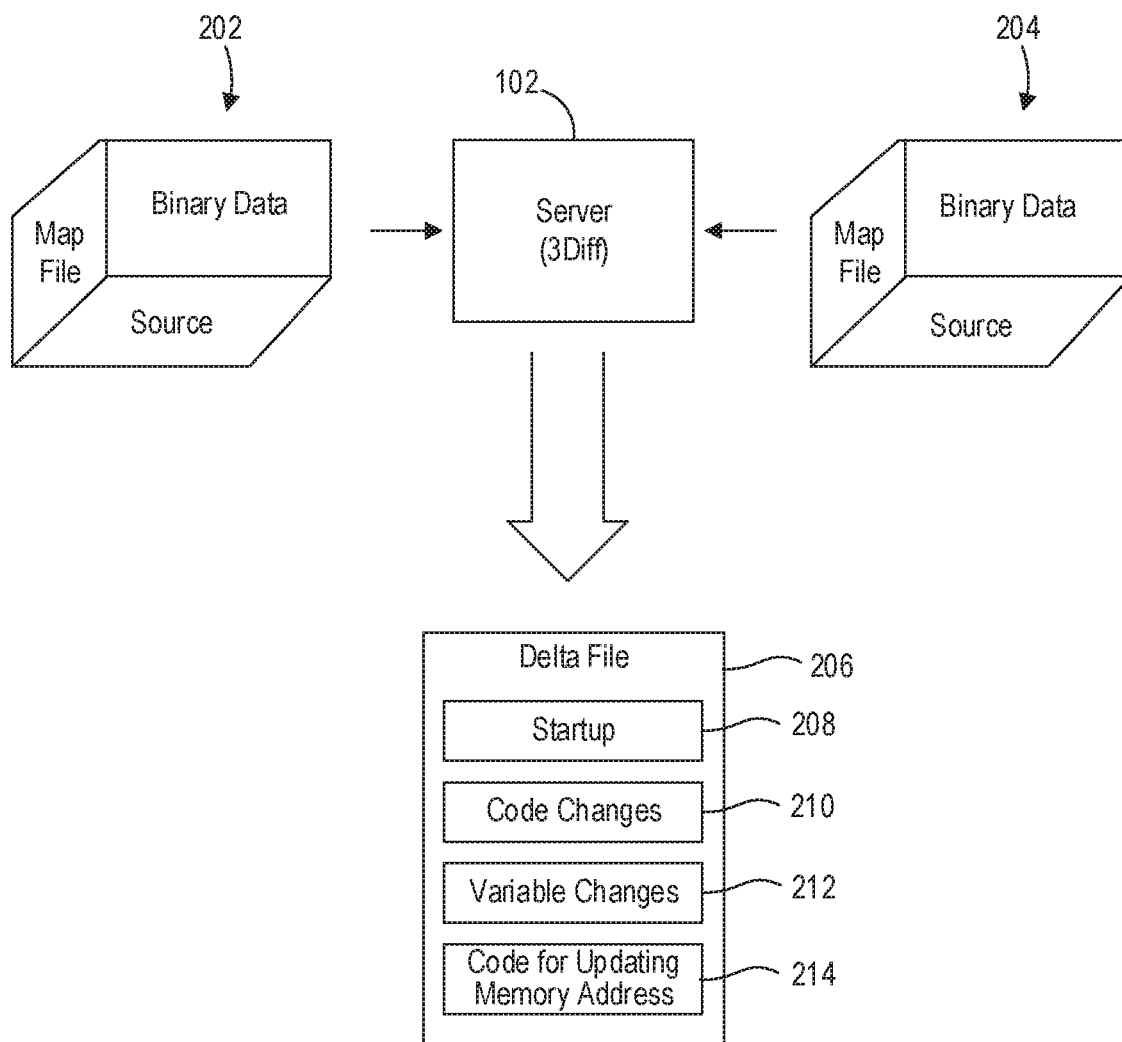 202
102
204
Binary Data
Map
File
Source
Server
(3Diff)
Binary Data
Map
File
Source
Delta File
206
Startup
208
Code Changes
210
Variable Changes
212
Code for Updating
Memory Address
214